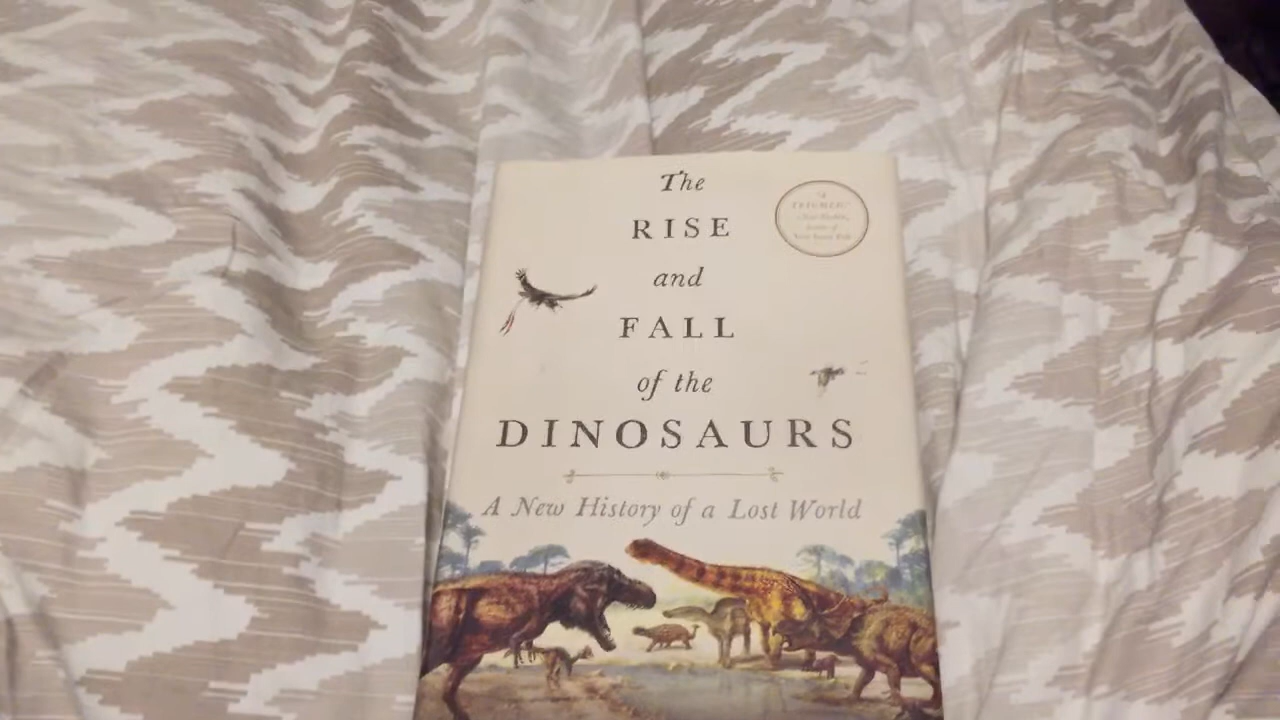 The
RISE
and
FALL
of the
DINOSAURS
A New History of a Lost World